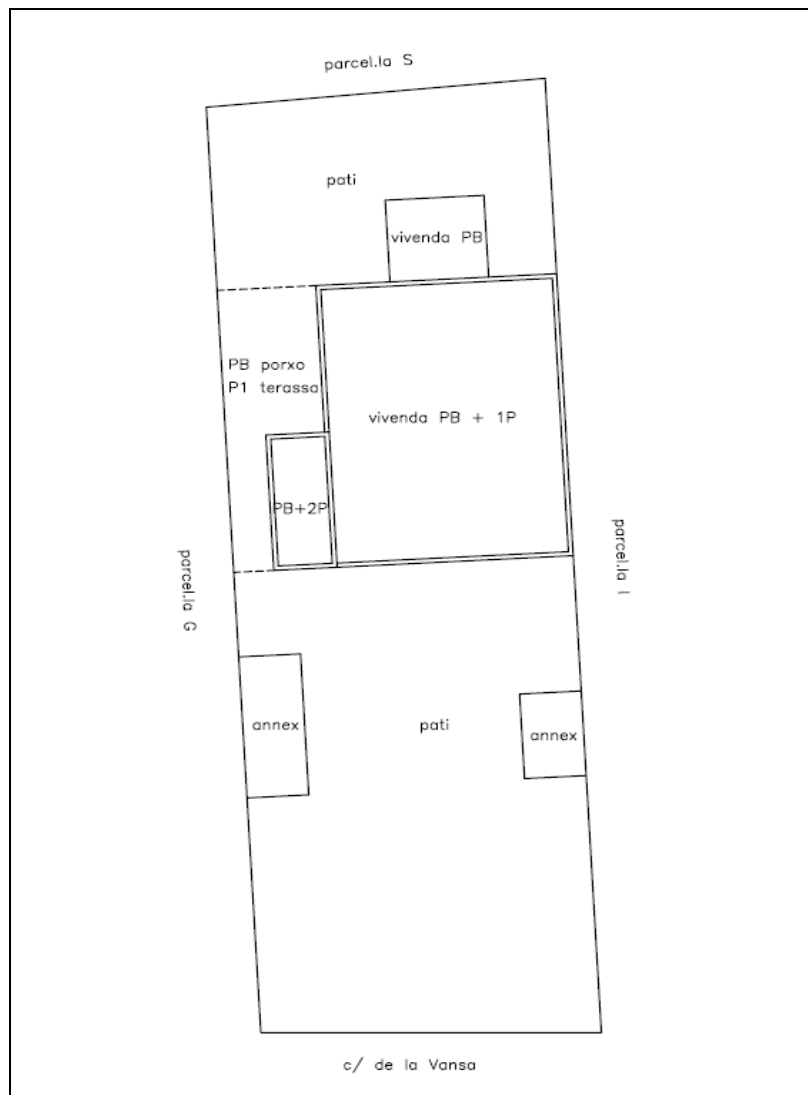 parcel.la S
pati
vivenda PB
PB porxo
P1 terassa
vivenda PB + 1P
PB+2P
parcel.la G
parcel.la I
annex
pati
annex
c/ de la Vansa